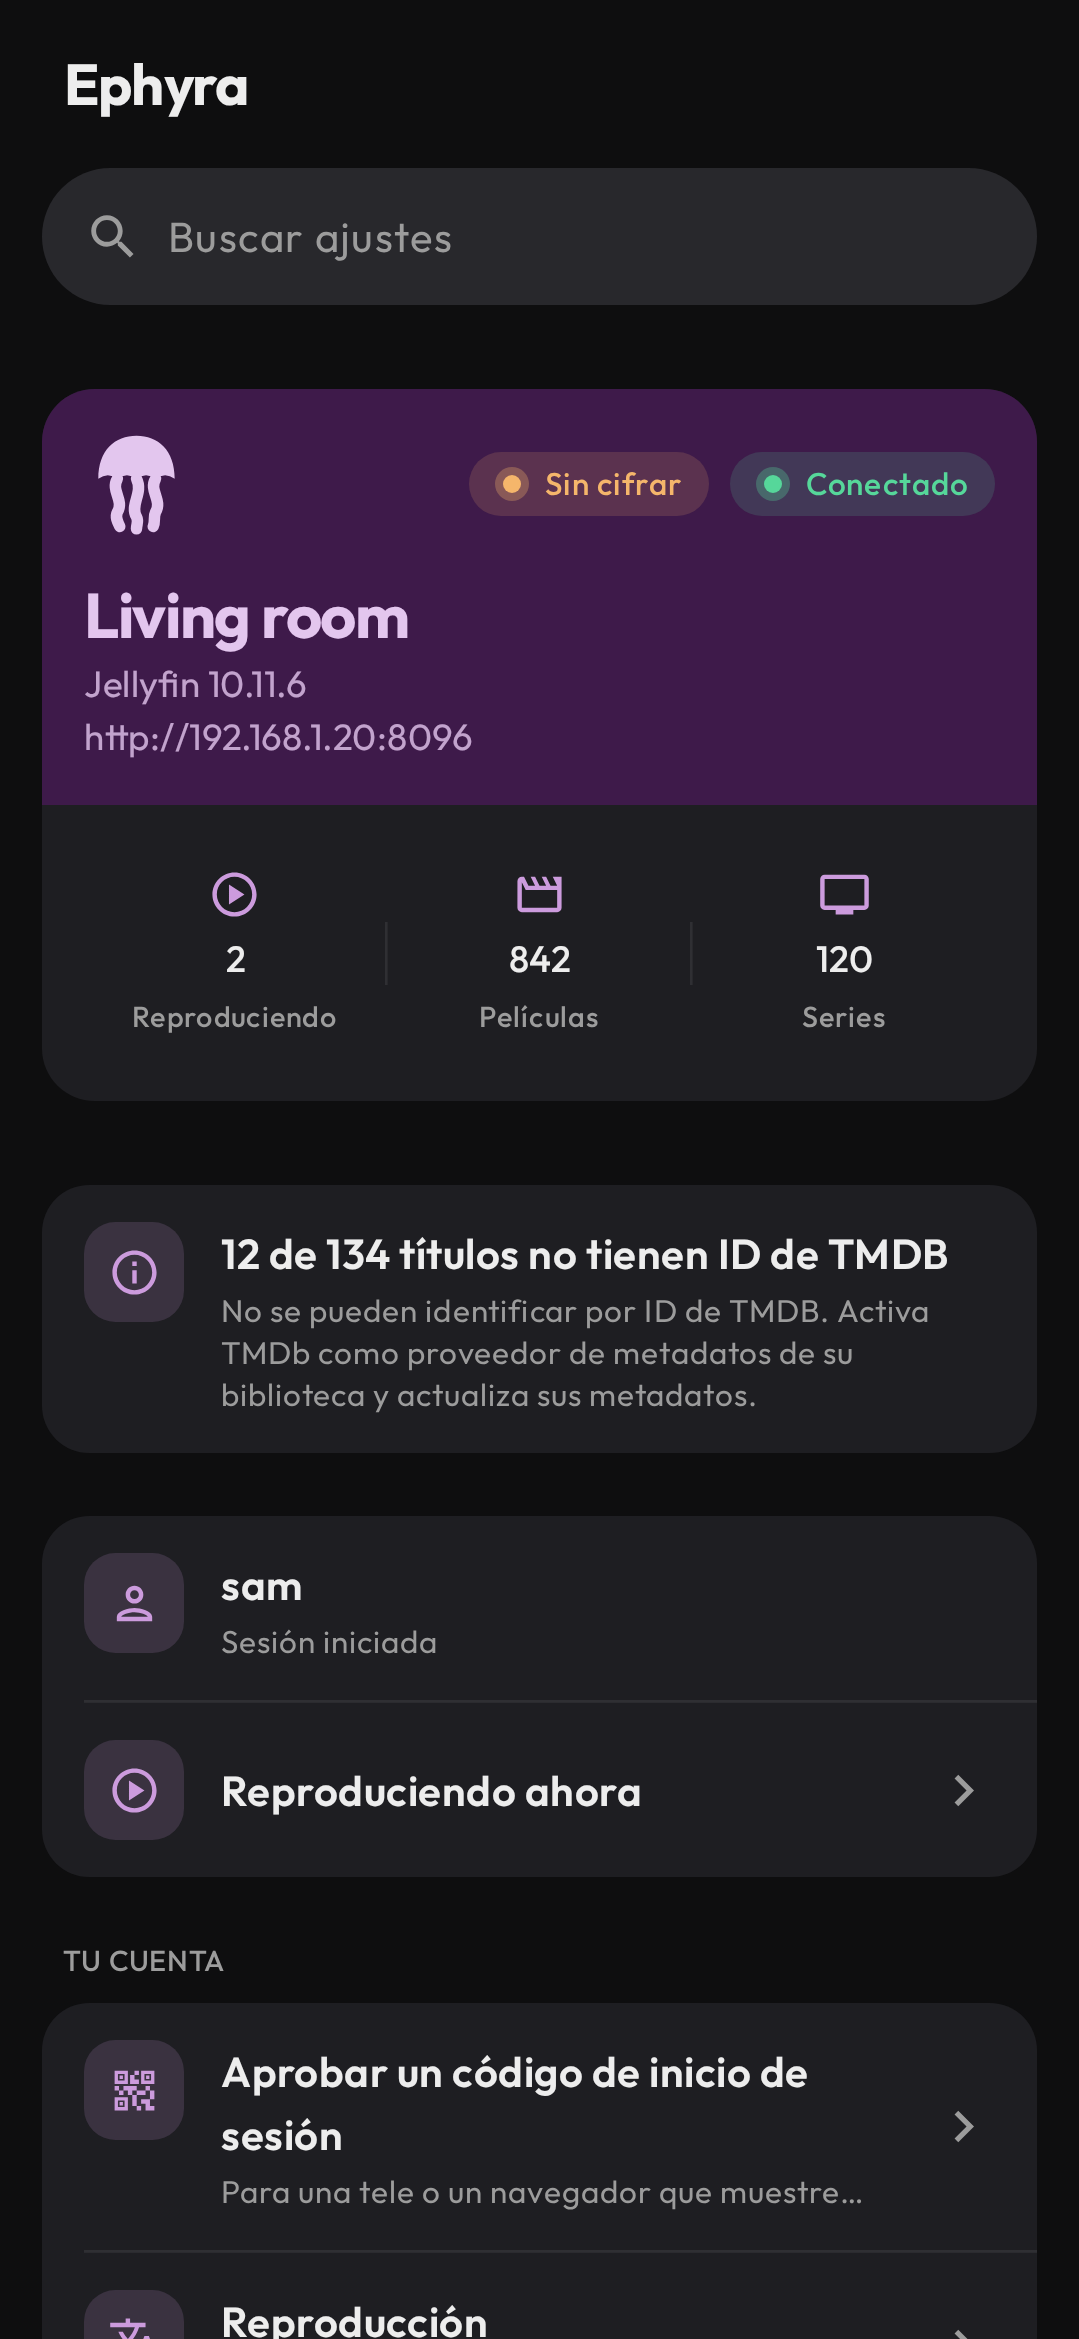 Ephyra
Buscar ajustes
Sin cifrar
Conectado
Living room
Jellyfin 10.11.6
http://192.168.1.20:8096
2
842
120
Reproduciendo
Películas
Series
12 de 134 títulos no tienen ID de TMDB
No se pueden identificar por ID de TMDB. Activa
TMDb como proveedor de metadatos de su
biblioteca y actualiza sus metadatos.
sam
Sesión iniciada
Reproduciendo ahora
TU CUENTA
Aprobar un código de inicio de
sesión
Para una tele o un navegador que muestre…
Reproducción